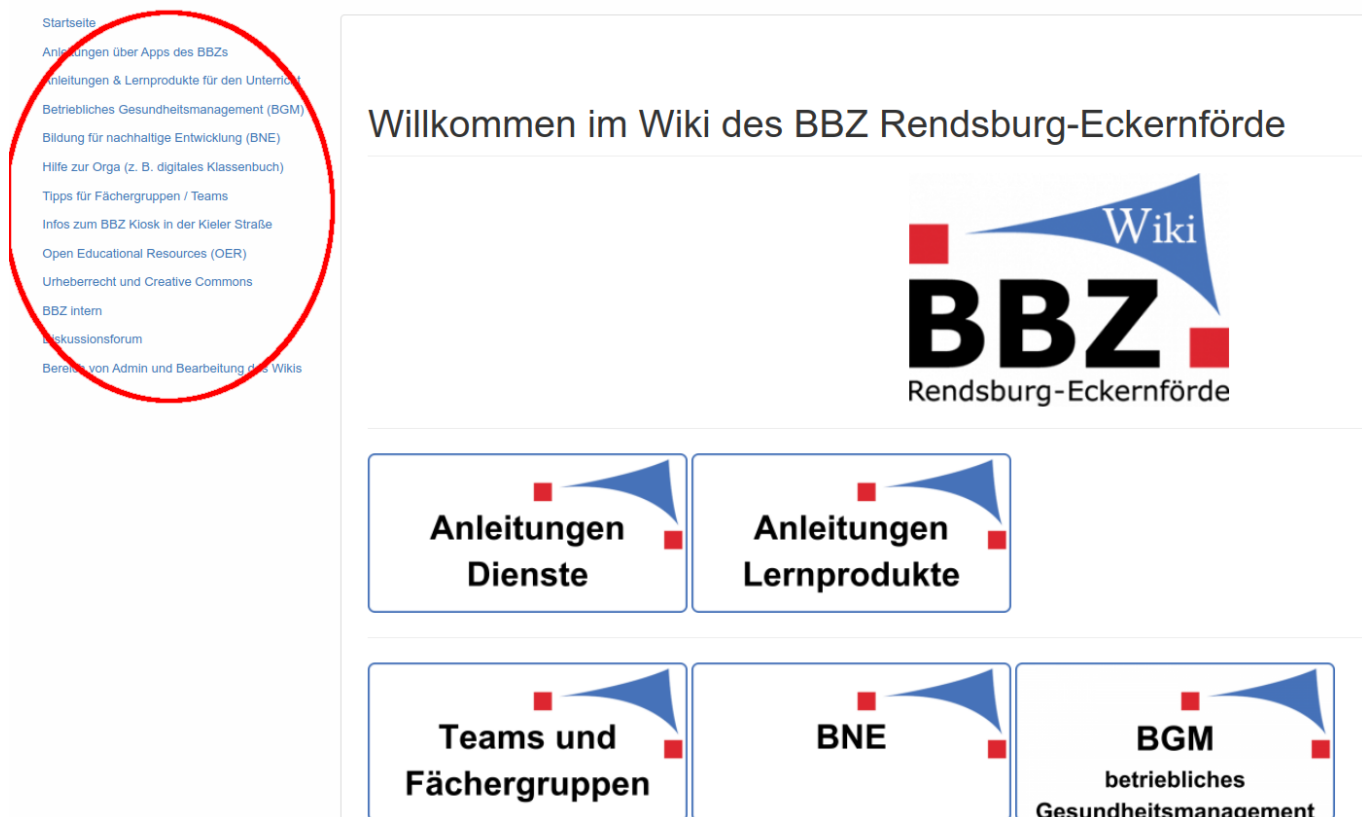 Startseite
Anleitungen über Apps des BBZs
Anleitungen & Lernprodukte für den Unterricht
Betriebliches Gesundheitsmanagement (BGM)
Bildung für nachhaltige Entwicklung (BNE)
Hilfe zur Orga (z. B. digitales Klassenbuch)
Tipps für Fächergruppen / Teams
Infos zum BBZ Kiosk in der Kieler Straße
Open Educational Resources (OER)
Urheberrecht und Creative Commons
BBZ intern
Diskussionsforum
Bereich von Admin und Bearbeitung des Wikis
Willkommen im Wiki des BBZ Rendsburg-Eckernförde
Wiki
BBZ
Rendsburg-Eckernförde
Anleitungen
Dienste
Anleitungen
Lernprodukte
Teams und
Fächergruppen
BNE
BGM
betriebliches
Gesundheitsmanagement